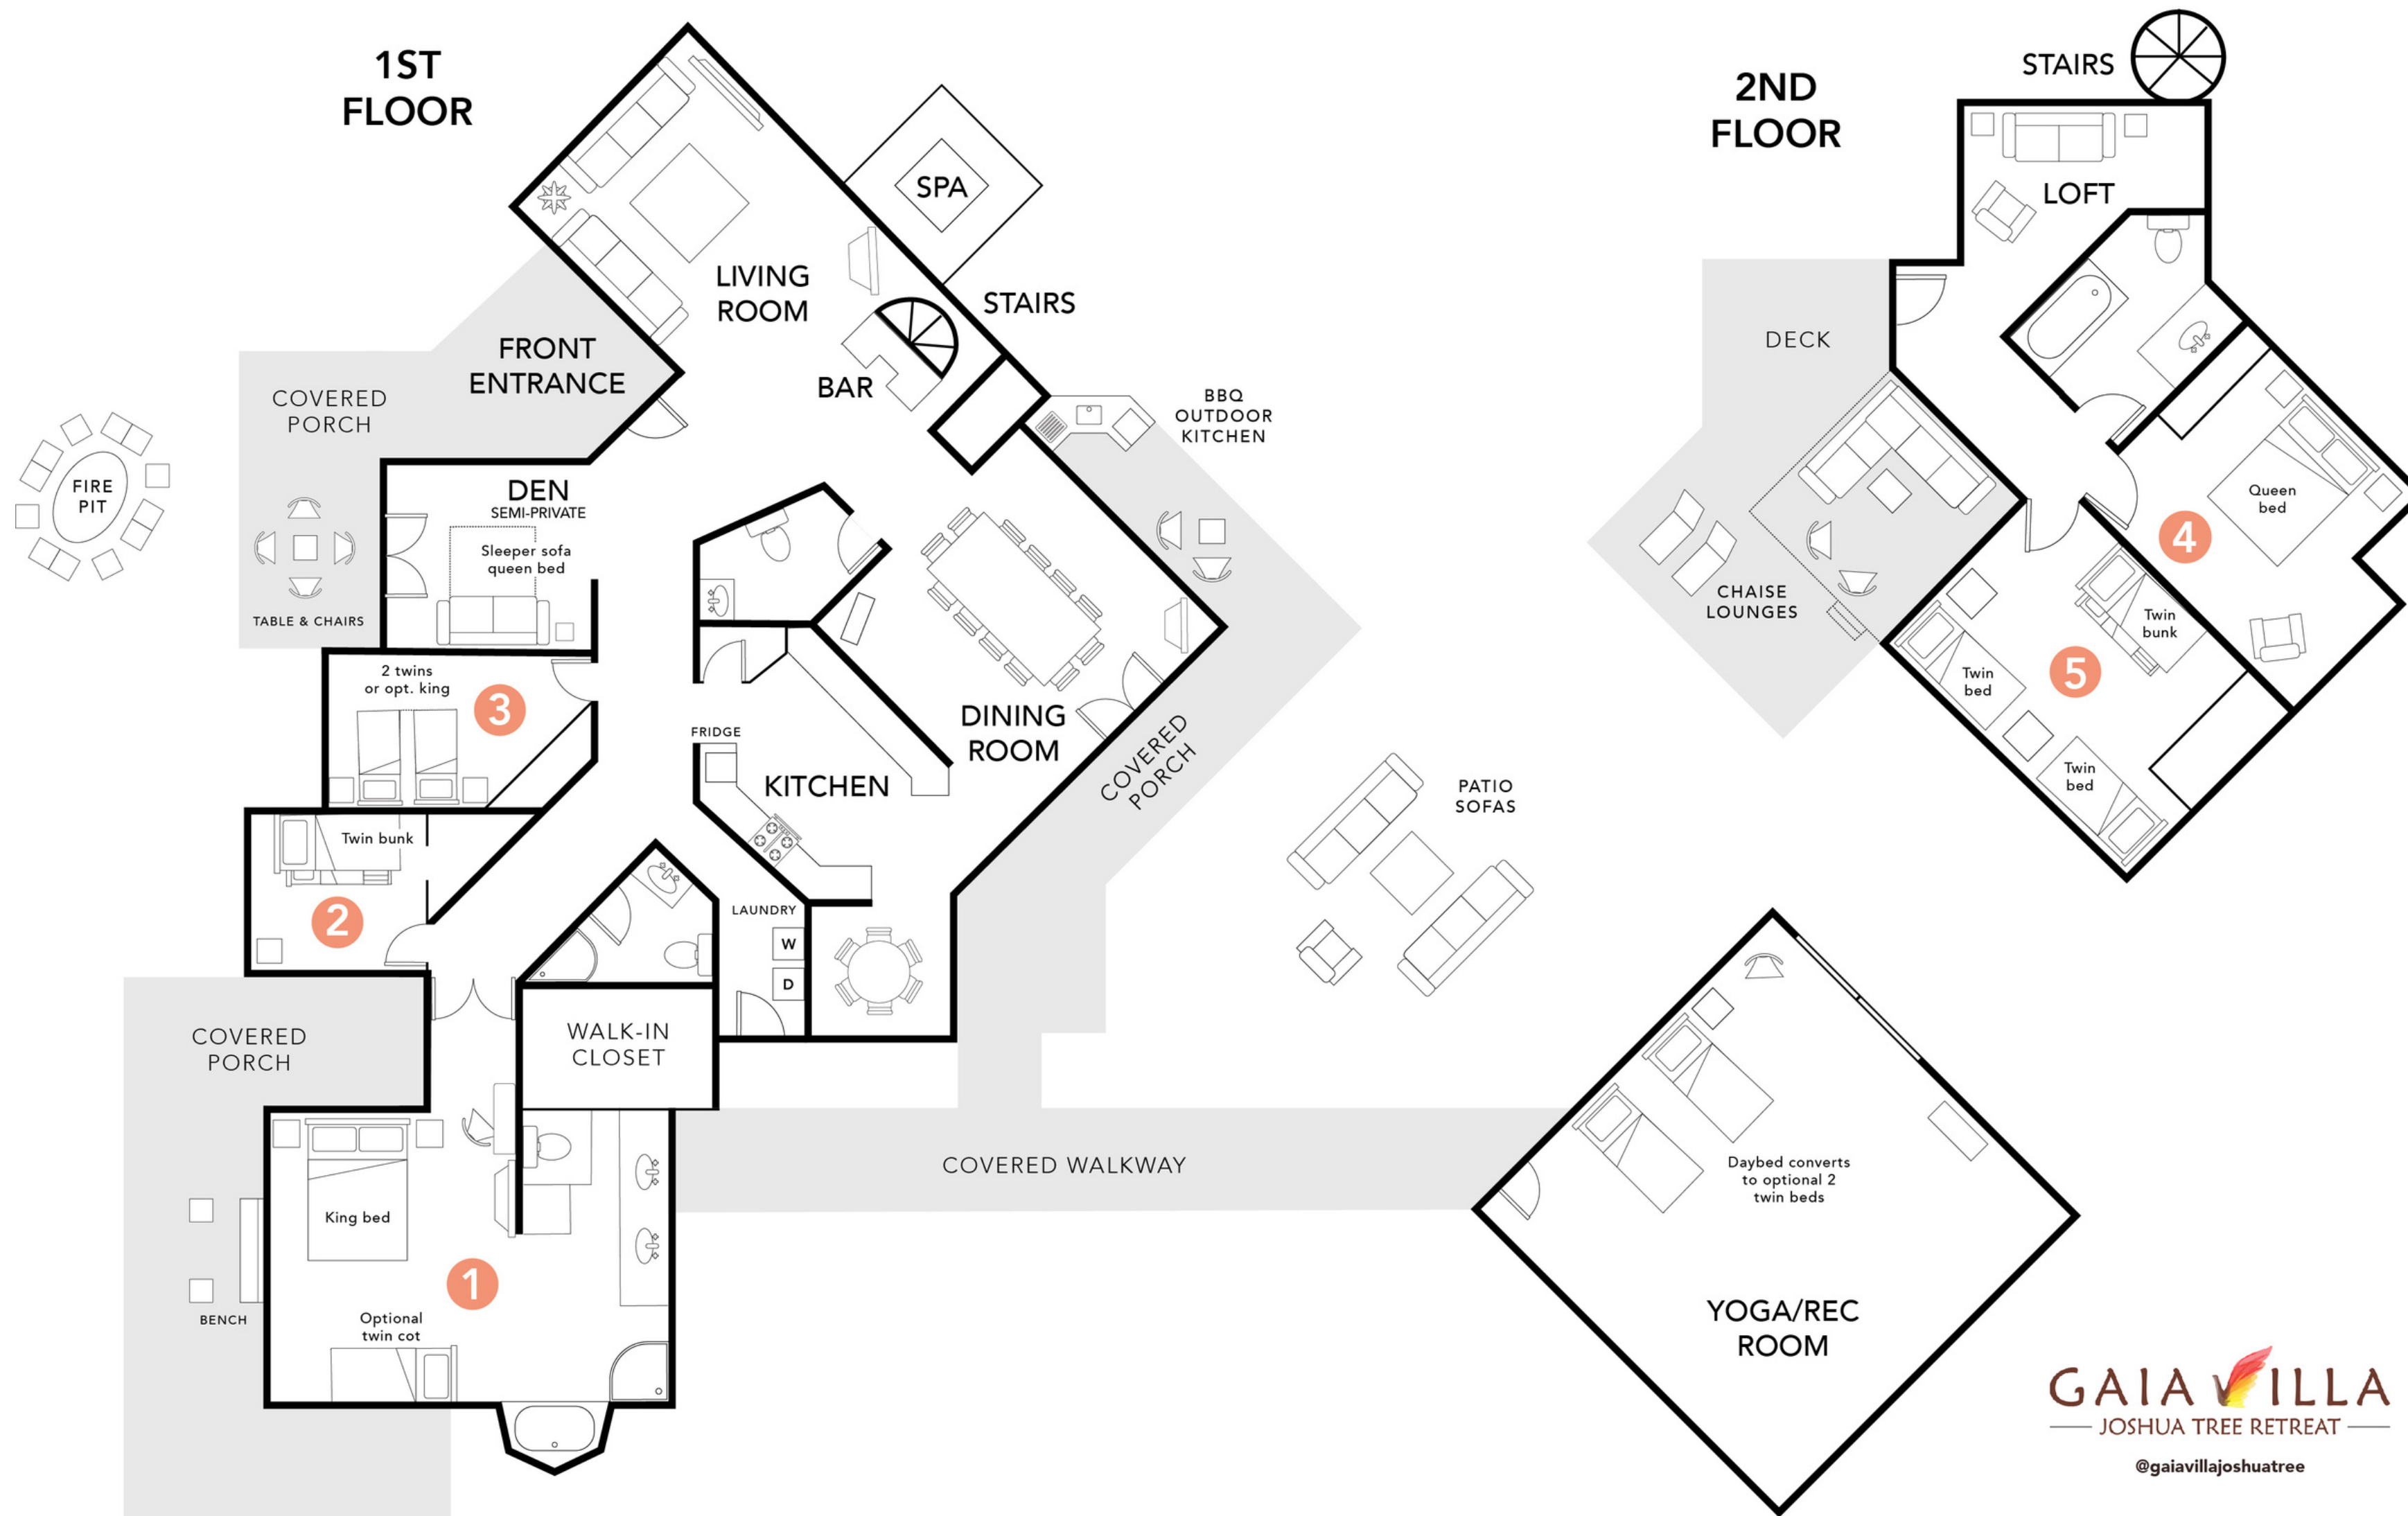 1ST
FLOOR
2ND
FLOOR
STAIRS
LOFT
SPA
LIVING
ROOM
STAIRS
FRONT
ENTRANCE
BAR
COVERED
PORCH
BBQ
OUTDOOR
KITCHEN
DECK
FIRE
PIT
DEN
SEMI-PRIVATE
Sleeper sofa
queen bed
TABLE & CHAIRS
Queen
bed
4
CHAISE
LOUNGES
Twin
bunk
Twin
bed
5
Twin
bed
2 twins
or opt. king
3
FRIDGE
DINING
ROOM
COVERED
PORCH
KITCHEN
PATIO
SOFAS
Twin bunk
2
LAUNDRY
W
D
COVERED
PORCH
WALK-IN
CLOSET
COVERED WALKWAY
Daybed converts
to optional 2
twin beds
King bed
1
BENCH
Optional
twin cot
YOGA/REC
ROOM
GAIA VILLA
JOSHUA TREE RETREAT
@gaiavillajoshuatree